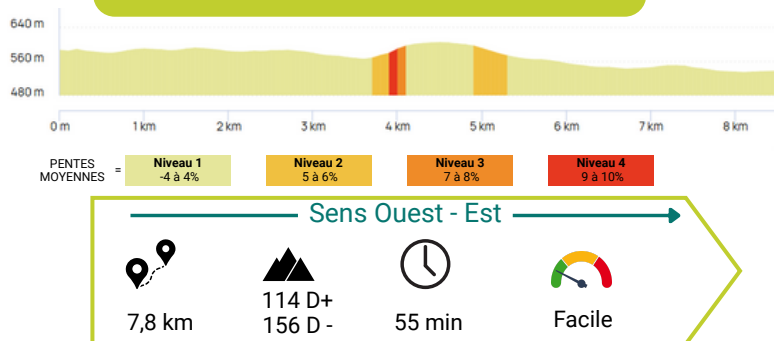 640 m
560 m
480 m
0 m 1 km 2 km 3 km 4 km 5 km 6 km 7 km 8 km
PENTES
MOYENNES =
Niveau 1
-4 à 4%
Niveau 2
5 à 6%
Niveau 3
7 à 8%
Niveau 4
9 à 10%
Sens Ouest - Est
7,8 km
114 D+
156 D -
55 min
Facile